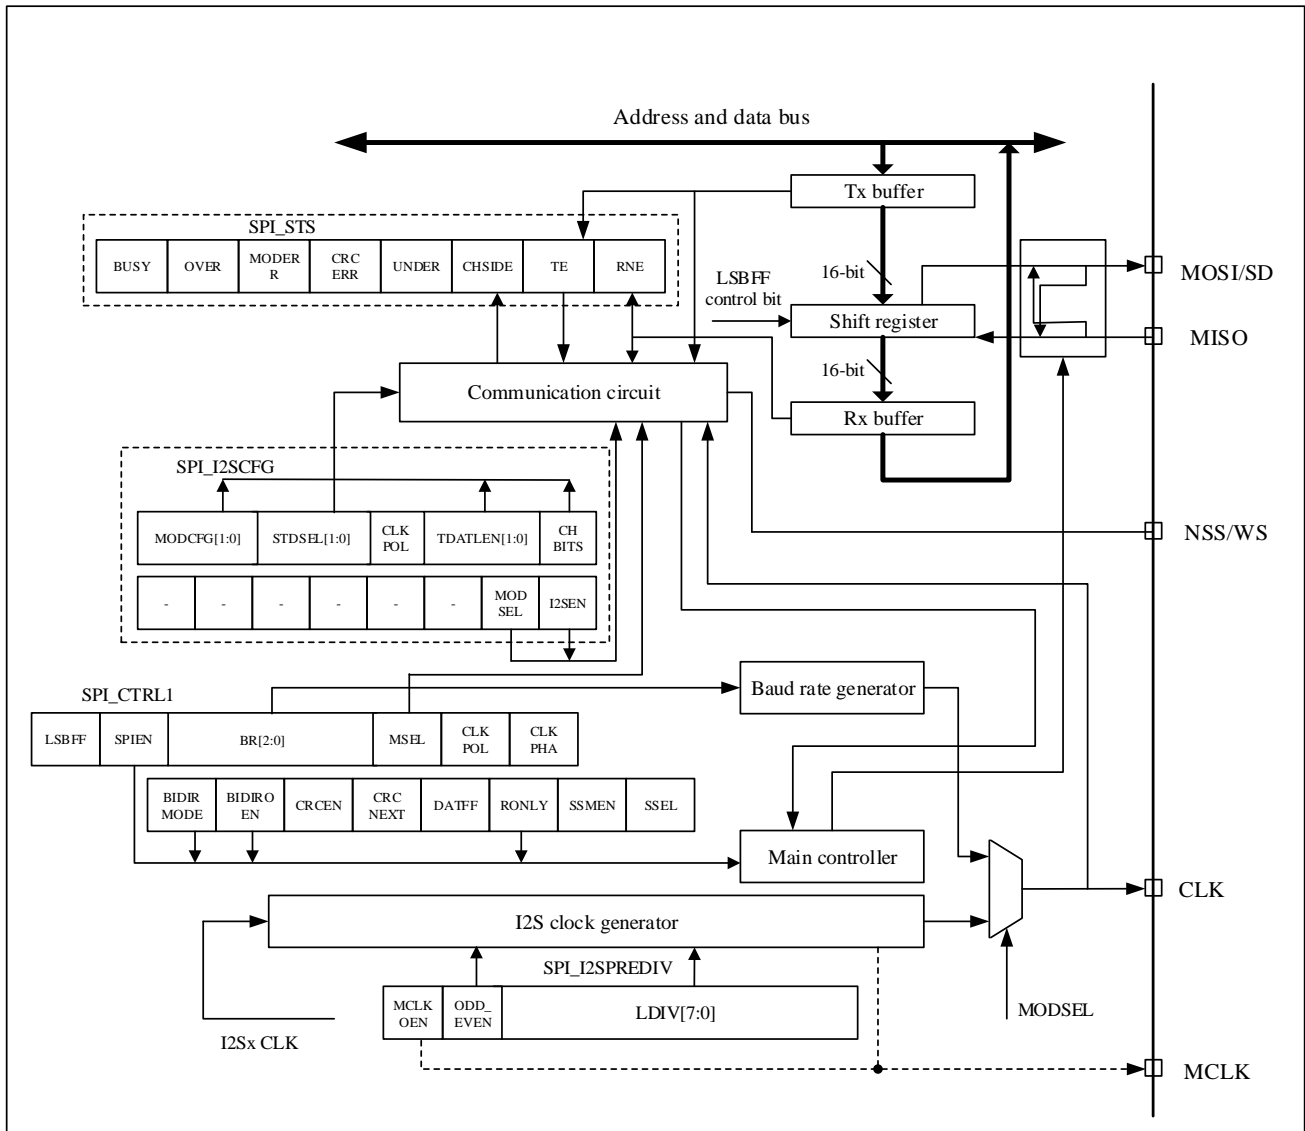 Address and data bus
Tx buffer
SPI_STS
BUSY
OVER
MODER
R
CRC
ERR
UNDER
CHSIDE
TE
RNE
16-bit
MOSI/SD
LSBFF
control bit
Shift register
MISO
16-bit
Communication circuit
Rx buffer
SPI_I2SCFG
MODCFG[1:0]
STDSEL[1:0]
CLK
POL
TDATLEN[1:0]
CH
BITS
NSS/WS
-
-
-
-
-
-
MOD
SEL
I2SEN
SPI_CTRL1
Baud rate generator
LSBFF
SPIEN
BR[2:0]
MSEL
CLK
POL
CLK
PHA
BIDIR
MODE
BIDIRO
EN
CRCEN
CRC
NEXT
DATFF
RONLY
SSMEN
SSEL
Main controller
CLK
I2S clock generator
SPI_I2SPREDIV
MCLK
OEN
ODD_
EVEN
LDIV[7:0]
MODSEL
I2Sx CLK
MCLK